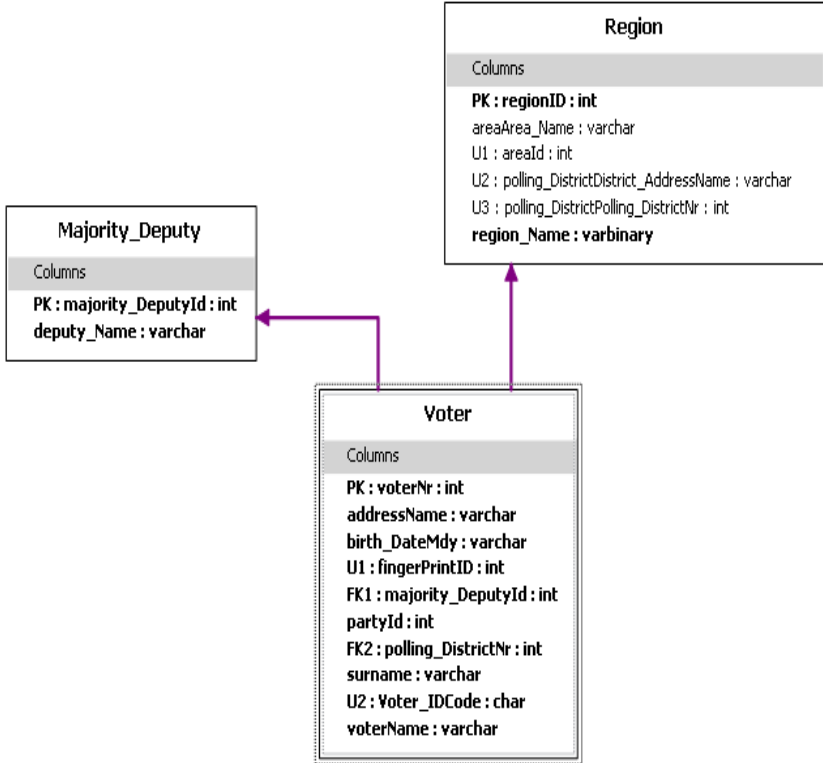 Region
Columns
PK : regionID : int
areaArea_Name : varchar
U1 : areaId : int
U2 : polling_DistrictDistrict_AddressName : varchar
U3 : polling_DistrictPolling_DistrictNr : int
region_Name : varbinary
Majority_Deputy
Columns
PK : majority_DeputyId : int
deputy_Name : varchar
Voter
Columns
PK : voterNr : int
addressName : varchar
birth_DateMdy : varchar
U1 : fingerPrintID : int
FK1 : majority_DeputyId : int
partyId : int
FK2 : polling_DistrictNr : int
surname : varchar
U2 : Voter_IDCode : char
voterName : varchar